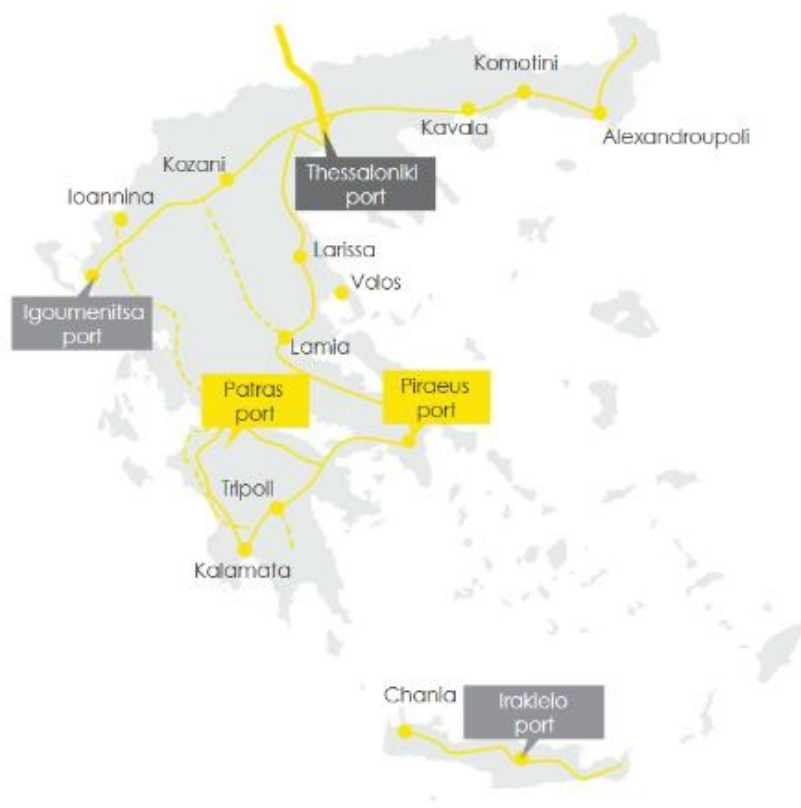 Komotini
Kavala
Alexandroupoli
Kozani
Thessaloniki
port
Ioannina
Larissa
Volos
Igoumenitsa
port
Lamia
Patras
port
Piraeus
port
Tripoli
Kalamata
Chania
Irakleio
port